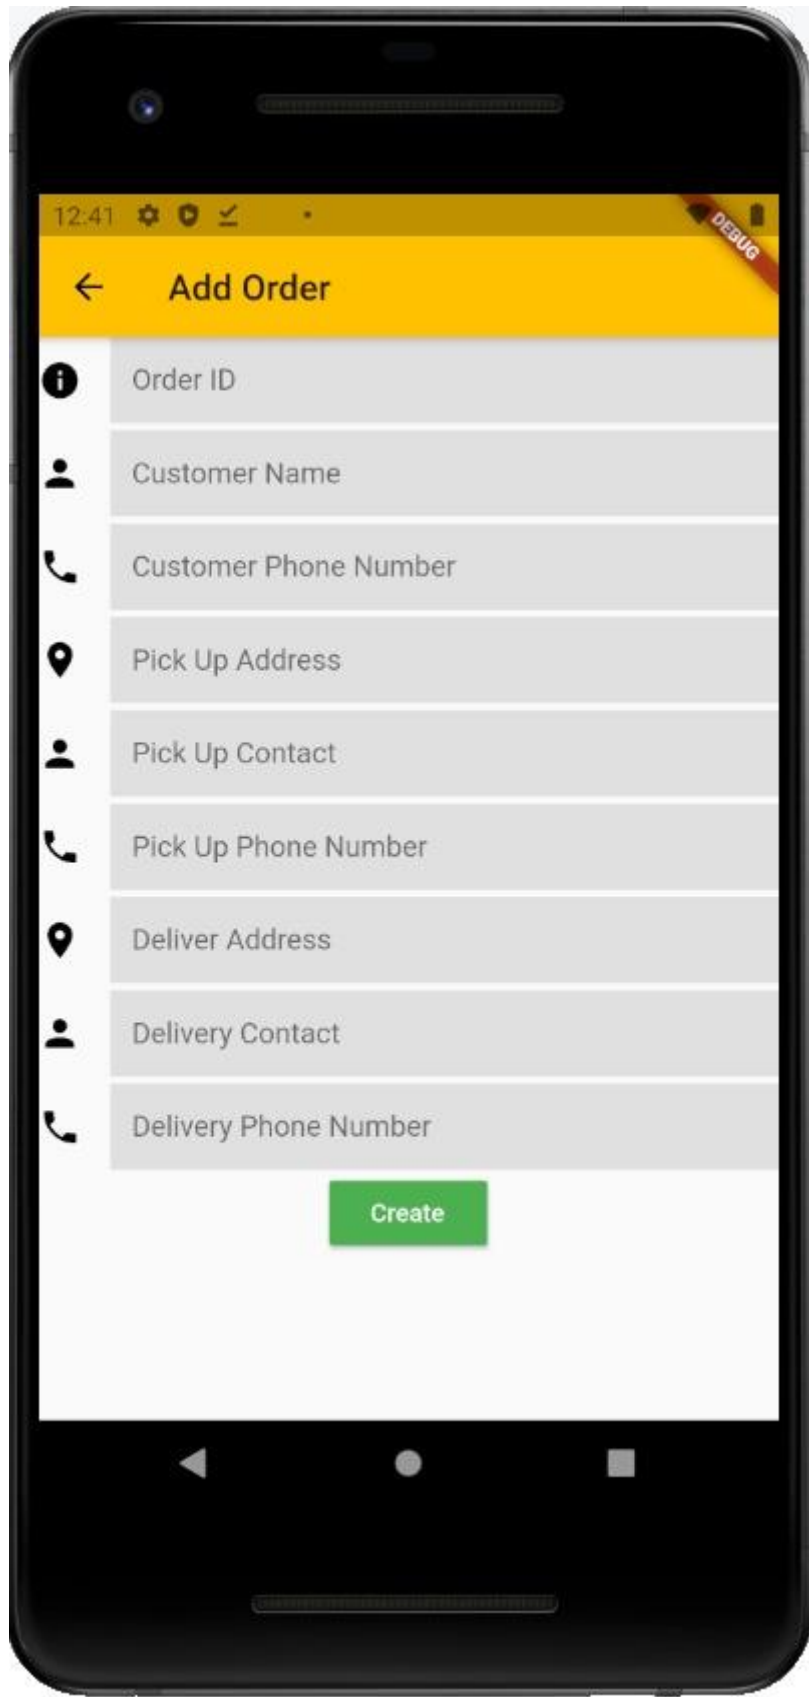 12:41
DEBUG
Add Order
Order ID
Customer Name
Customer Phone Number
Pick Up Address
Pick Up Contact
Pick Up Phone Number
Deliver Address
Delivery Contact
Delivery Phone Number
Create